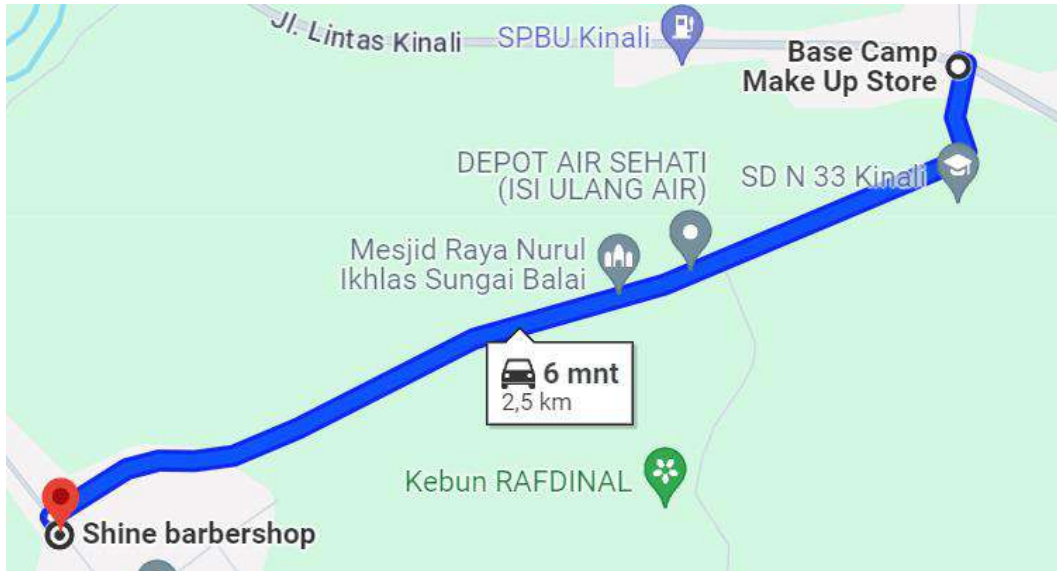 Jl. Lintas Kinali
SPBU Kinali
Base Camp
Make Up Store
DEPOT AIR SEHATI
(ISI ULANG AIR)
SD N 33 Kinali
Mesjid Raya Nurul
Ikhlas Sungai Balai
6 mnt
2,5 km
Kebun RAFDINAL
Shine barbershop